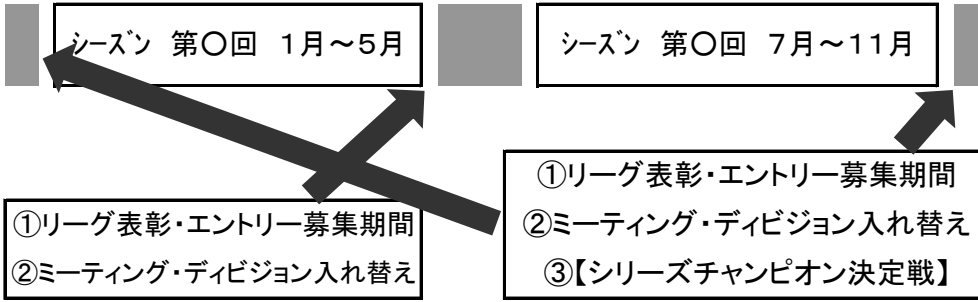 シーズン 第〇回 1月～5月
シーズン 第〇回 7月～11月
①リーグ表彰・エントリー募集期間
②ミーティング・ディビジョン入れ替え
①リーグ表彰・エントリー募集期間
②ミーティング・ディビジョン入れ替え
③【シリーズチャンピオン決定戦】